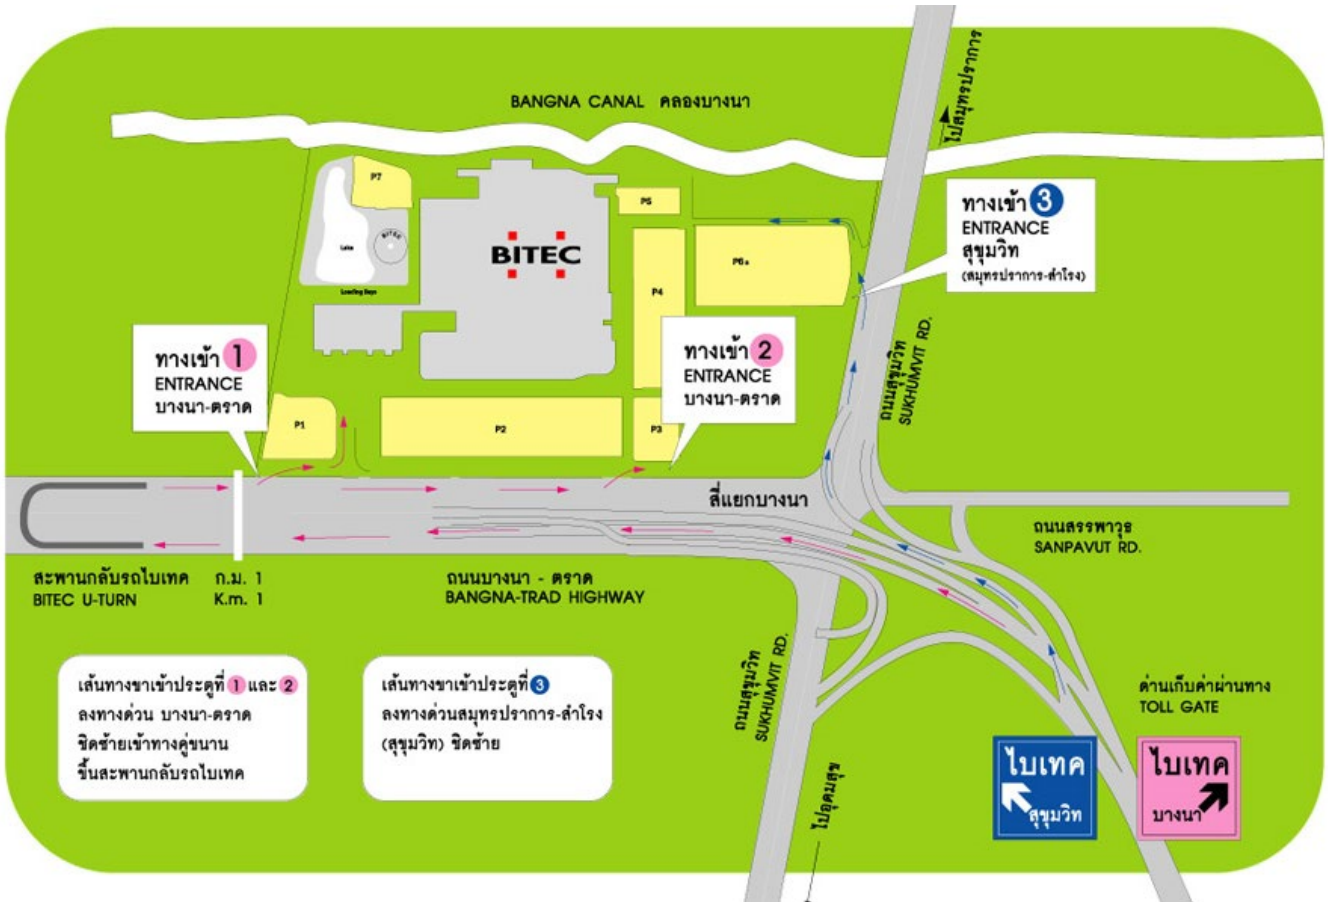 BANGNA CANAL คลองบางนา
ไปสมุทรปราการ
P7
BITEC
Lake
Loading Bays
BITEC
P5
P4
P6a
ทางเข้า 3
ENTRANCE
สุขุมวิท
(สมุทรปราการ-สำโรง)
ทางเข้า 1
ENTRANCE
บางนา-ตราด
ทางเข้า 2
ENTRANCE
บางนา-ตราด
P1
P2
P3
ถนนสุขุมวิท
SUKHUMVIT RD.
สี่แยกบางนา
ถนนสรรพาวุธ
SANPAVUT RD.
สะพานกลับรถไบเทค
BITEC U-TURN
ก.ม. 1
K.m. 1
ถนนบางนา - ตราด
BANGNA-TRAD HIGHWAY
ถนนสุขุมวิท
SUKHUMVIT RD.
เส้นทางขาเข้าประตูที่ 1 และ 2
ลงทางด่วน บางนา-ตราด
ชิดซ้ายเข้าทางคู่ขนาน
ขึ้นสะพานกลับรถไบเทค
เส้นทางขาเข้าประตูที่ 3
ลงทางด่วนสมุทรปราการ-สำโรง
(สุขุมวิท) ชิดซ้าย
ด่านเก็บค่าผ่านทาง
TOLL GATE
ไบเทค
สุขุมวิท
ไบเทค
บางนา
ไปอุดมสุข